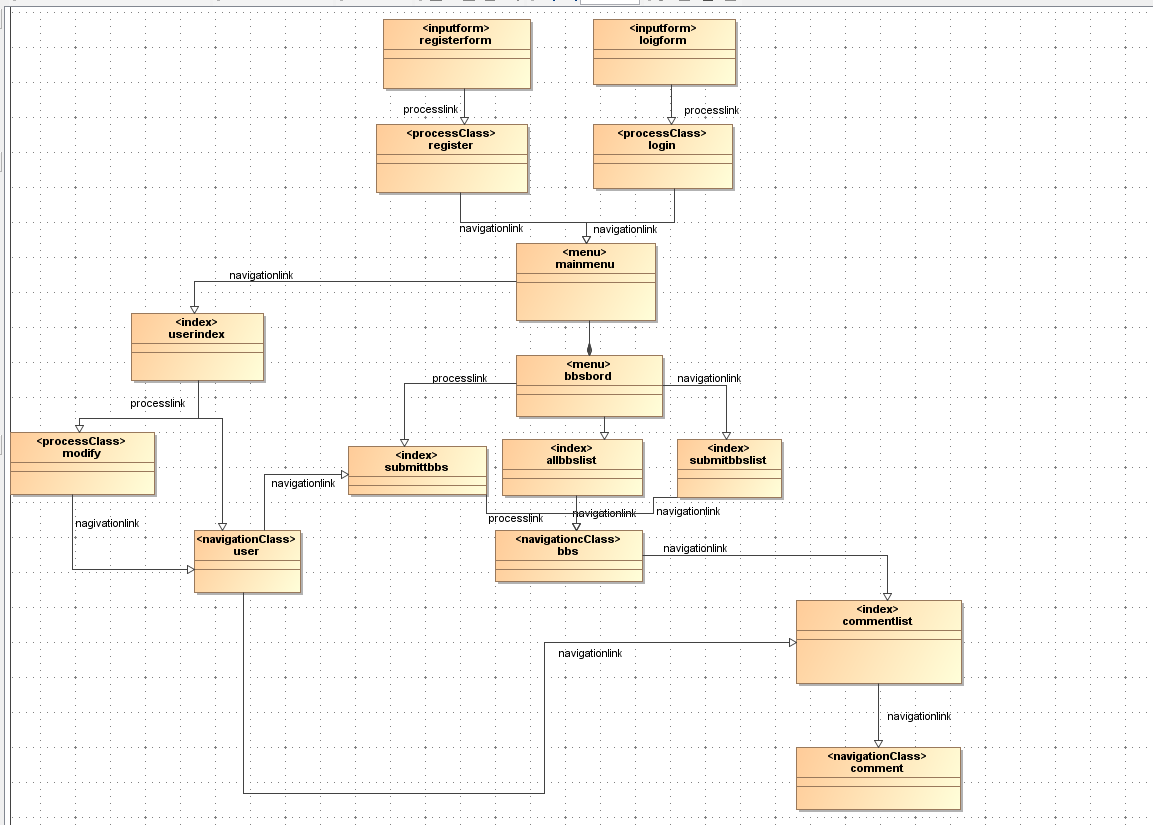 <inputform>
registerform
<inputform>
loigform
processlink
processlink
<processClass>
register
<processClass>
login
navigationlink
navigationlink
<menu>
mainmenu
navigationlink
<index>
userindex
<menu>
bbsbord
processlink
navigationlink
processlink
<processClass>
modify
<index>
submittbbs
<index>
allbbslist
<index>
submitbbslist
navigationlink
processlink
navigationlink
navigationlink
nagivationlink
<navigationClass>
user
<navigationcClass>
bbs
navigationlink
<index>
commentlist
navigationlink
navigationlink
<navigationClass>
comment